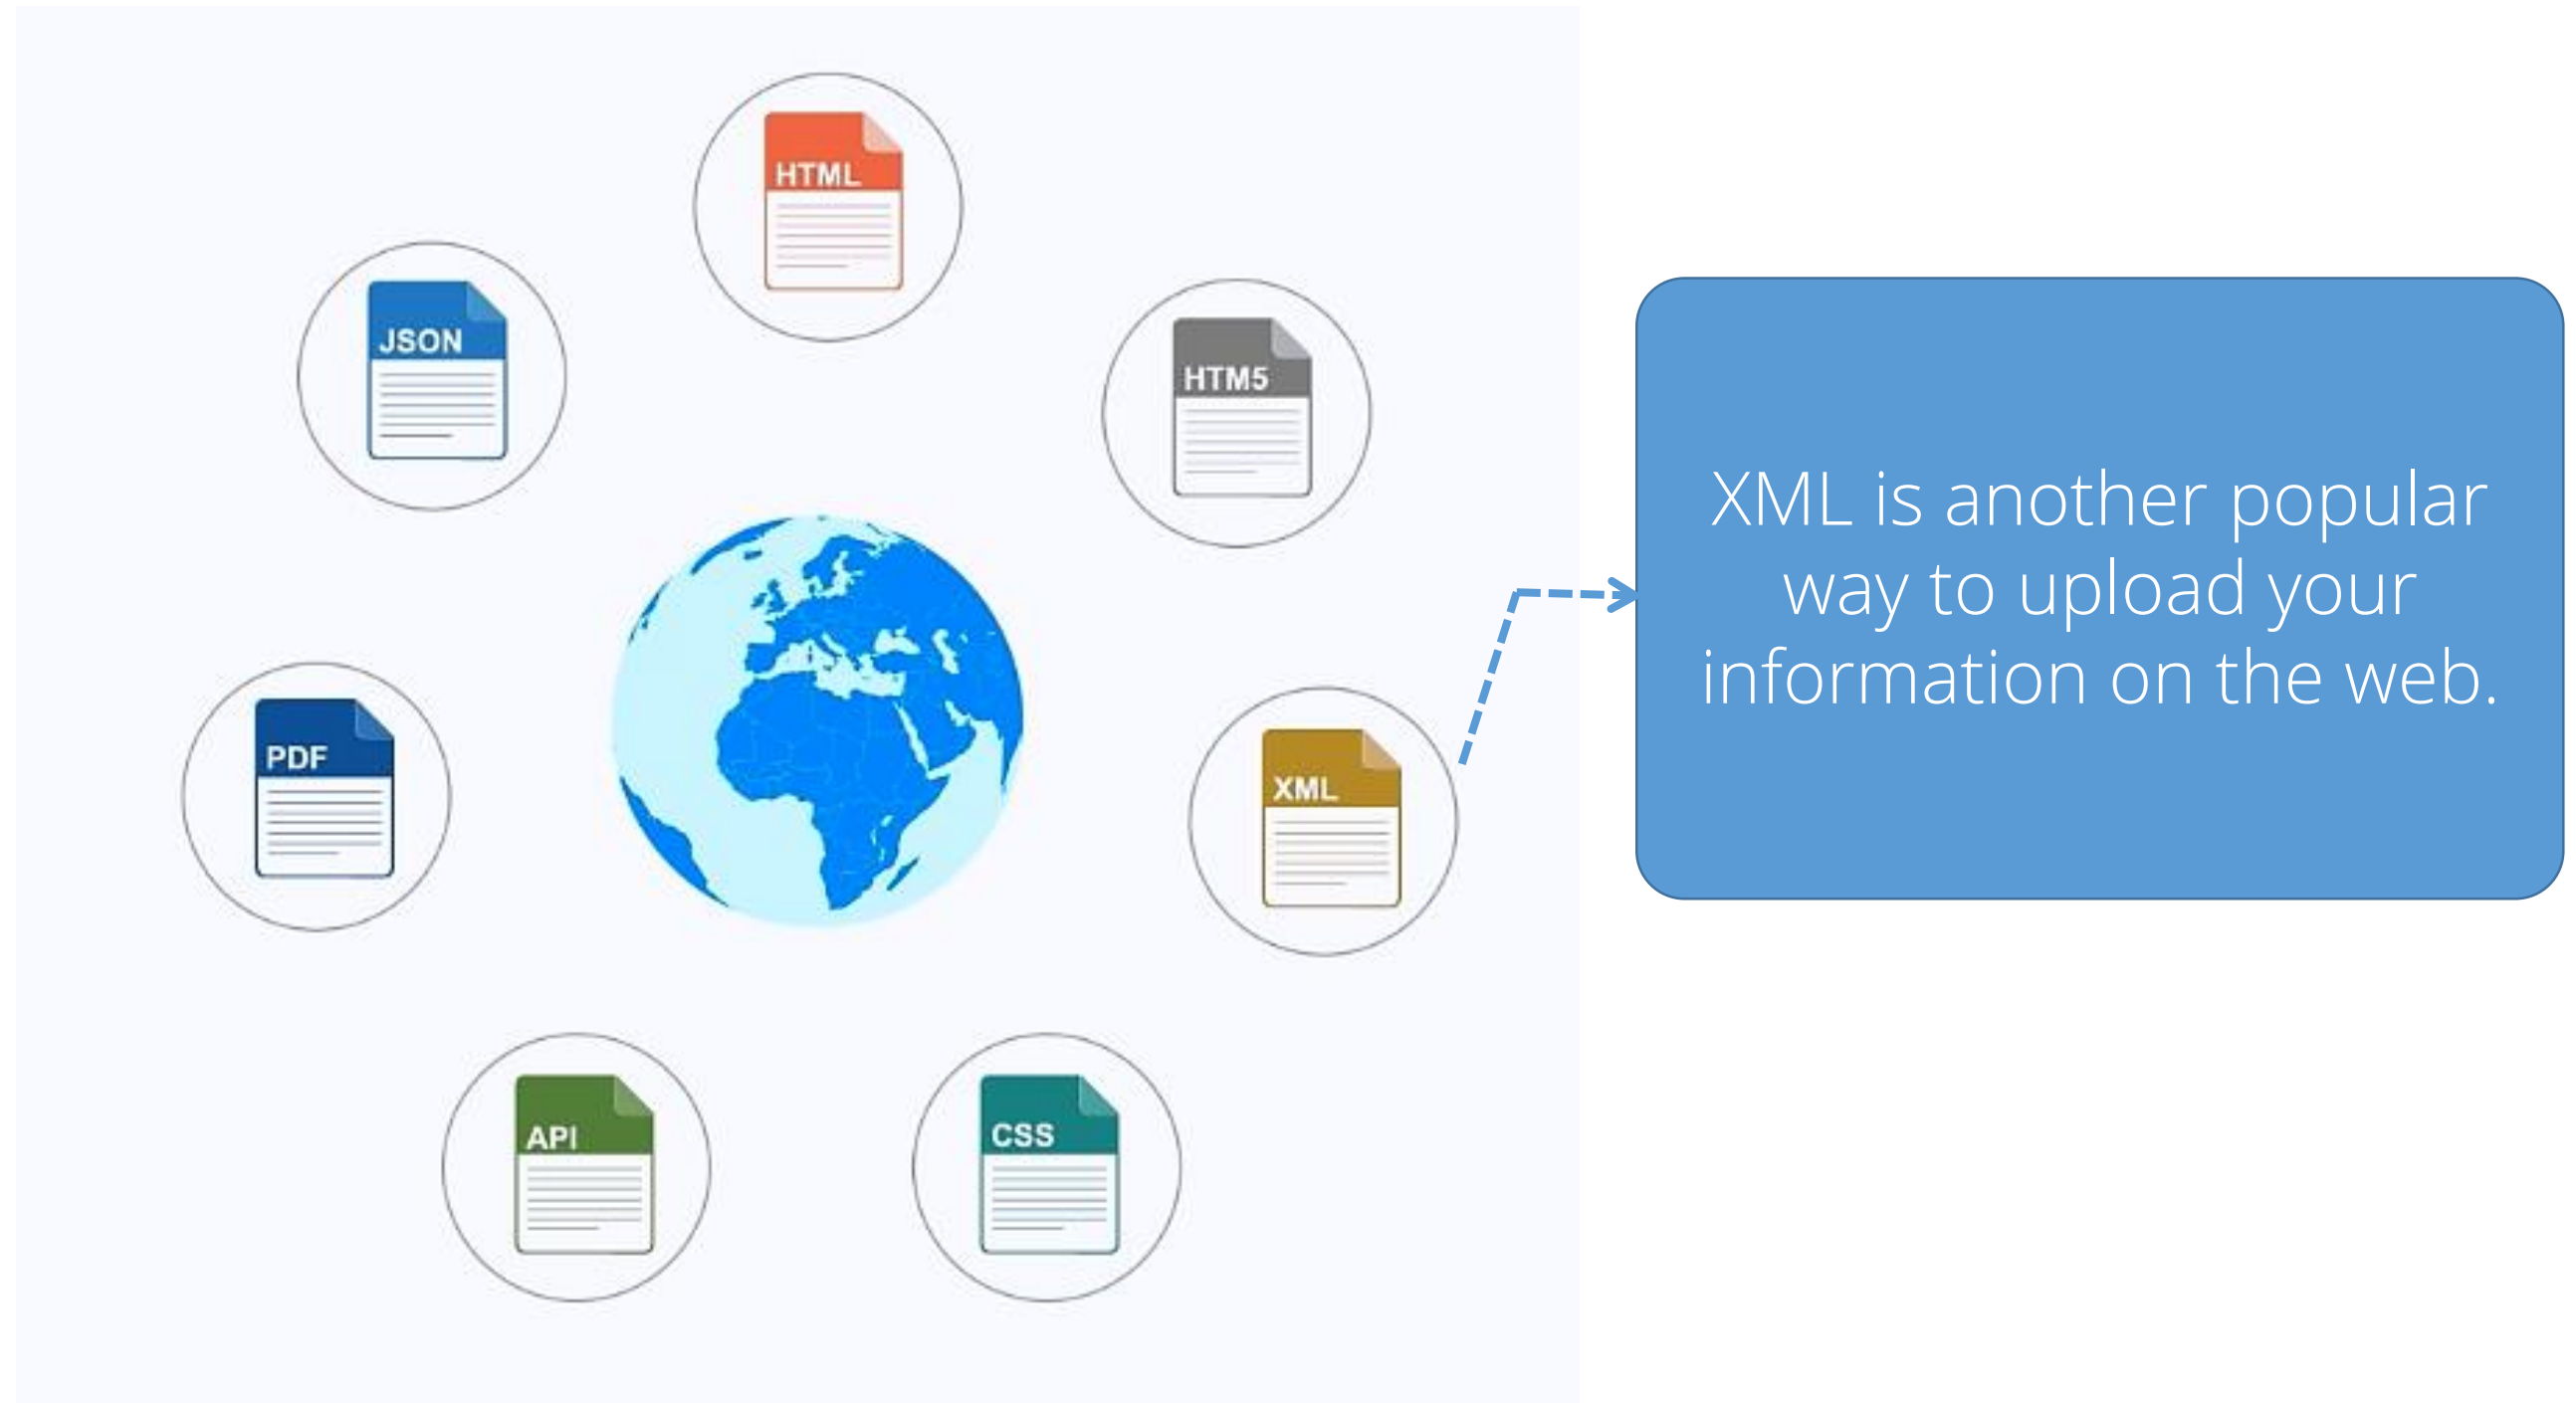 HTML
JSON
HTM5
XML is another popular
way to upload your
information on the web.
PDF
XML
API
CSS